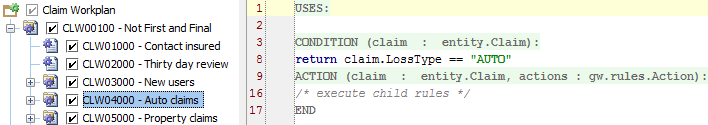 Claim Workplan
CLW00100 - Not First and Final
CLW01000 - Contact insured
CLW02000 - Thirty day review
CLW03000 - New users
CLW04000 - Auto claims
CLW05000 - Property claims
1 USES:
2
3 CONDITION (claim : entity.Claim):
8 return claim.LossType == "AUTO"
9 ACTION (claim : entity.Claim, actions : gw.rules.Action):
16 /* execute child rules */
17 END